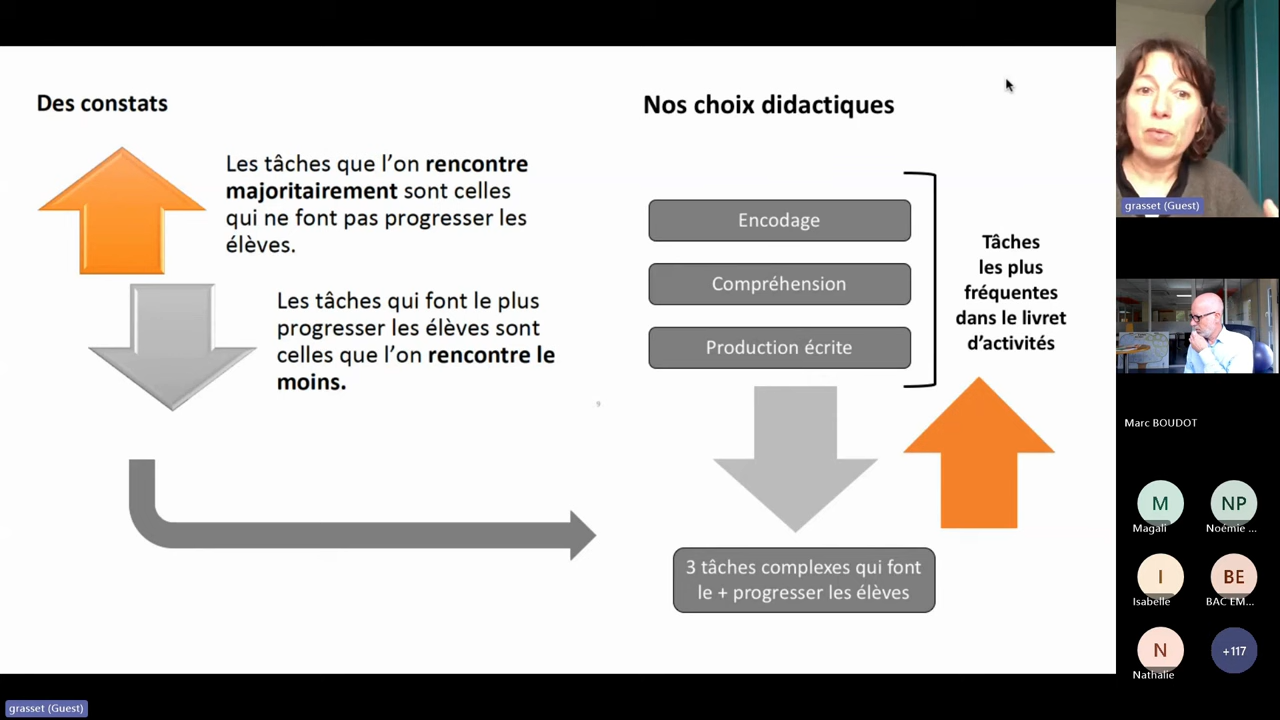 Des constats
Les tâches que l’on rencontre
majoritairement sont celles
qui ne font pas progresser les
élèves.
Les tâches qui font le plus
progresser les élèves sont
celles que l’on rencontre le
moins.
Nos choix didactiques
Encodage
Compréhension
Production écrite
Tâches
les plus
fréquentes
dans le livret
d’activités
3 tâches complexes qui font
le + progresser les élèves
grasset (Guest)
Marc BOUDOT
M
Magali
NP
Noémie ...
I
Isabelle
BE
BAC EM...
N
Nathalie
+117
grasset (Guest)